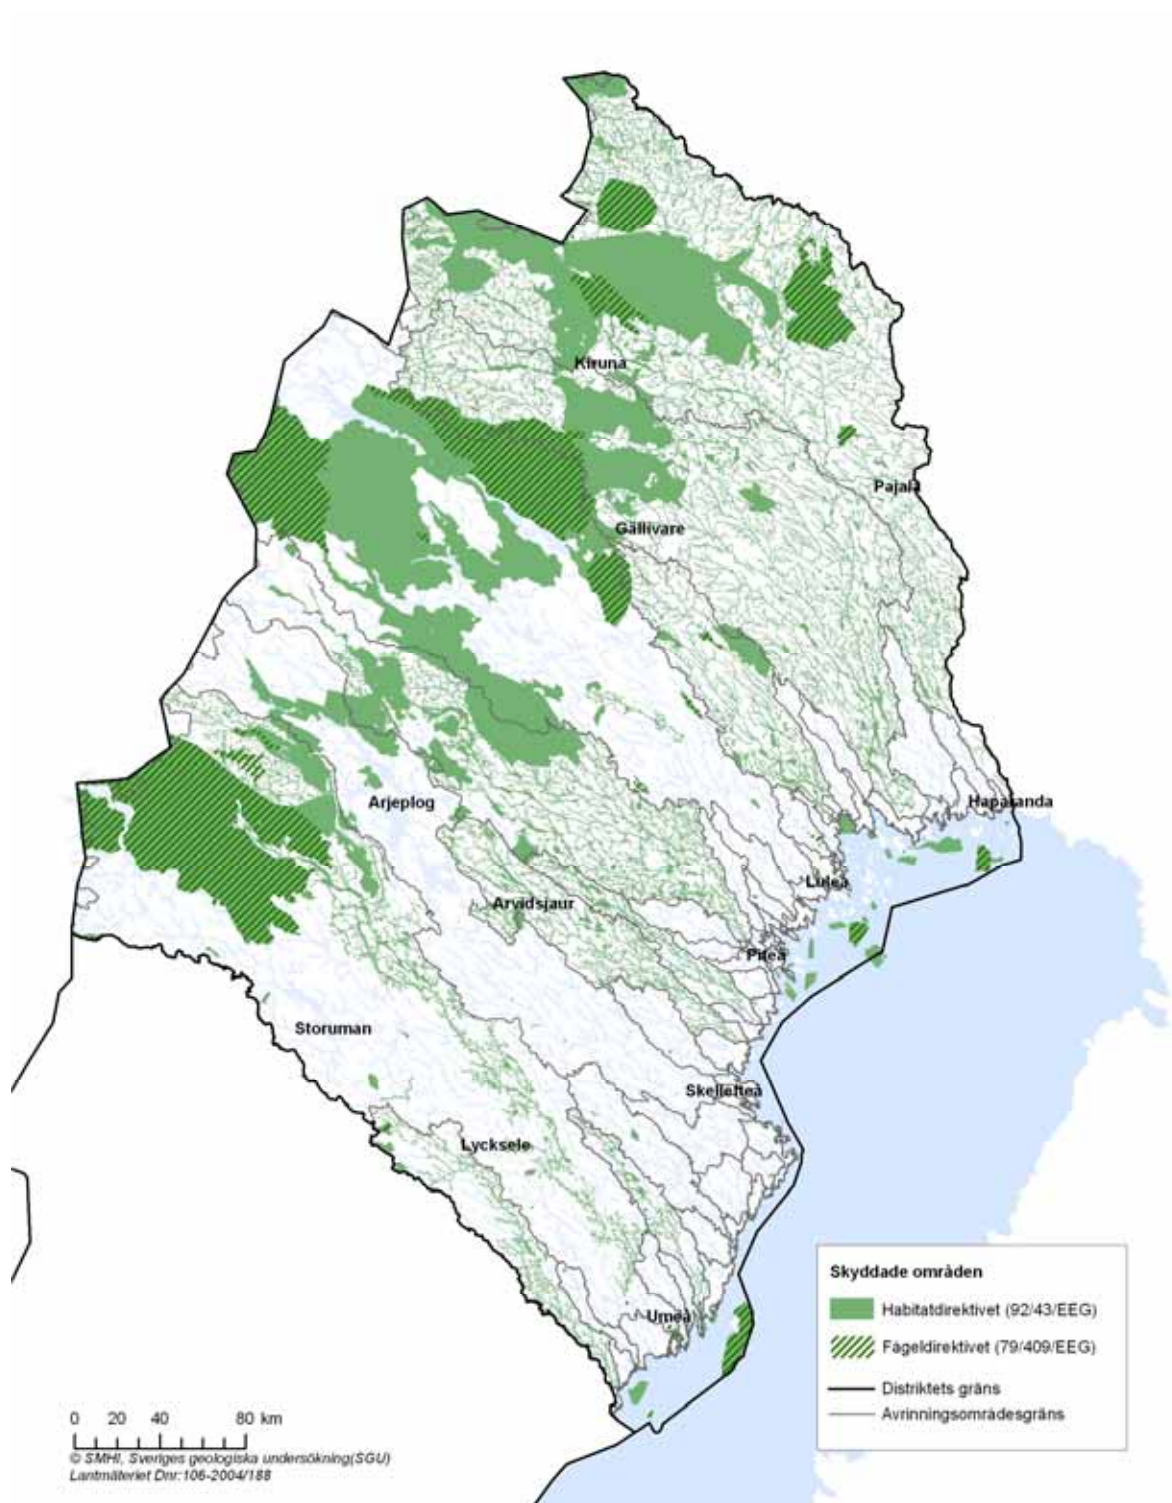 Kiruna
Pajala
Gällivare
Arjeplog
Haparanda
Luleå
Arvidsjaur
Piteå
Storuman
Skellefteå
Lycksele
Umeå
Skyddade områden
Habitatdirektivet (92/43/EEG)
Fågeldirektivet (79/409/EEG)
Distriktets gräns
Avrinningsområdesgräns
0 20 40 80 km
© SMHI, Sveriges geologiska undersökning(SGU)
Lantmäteriet Dnr:106-2004/188